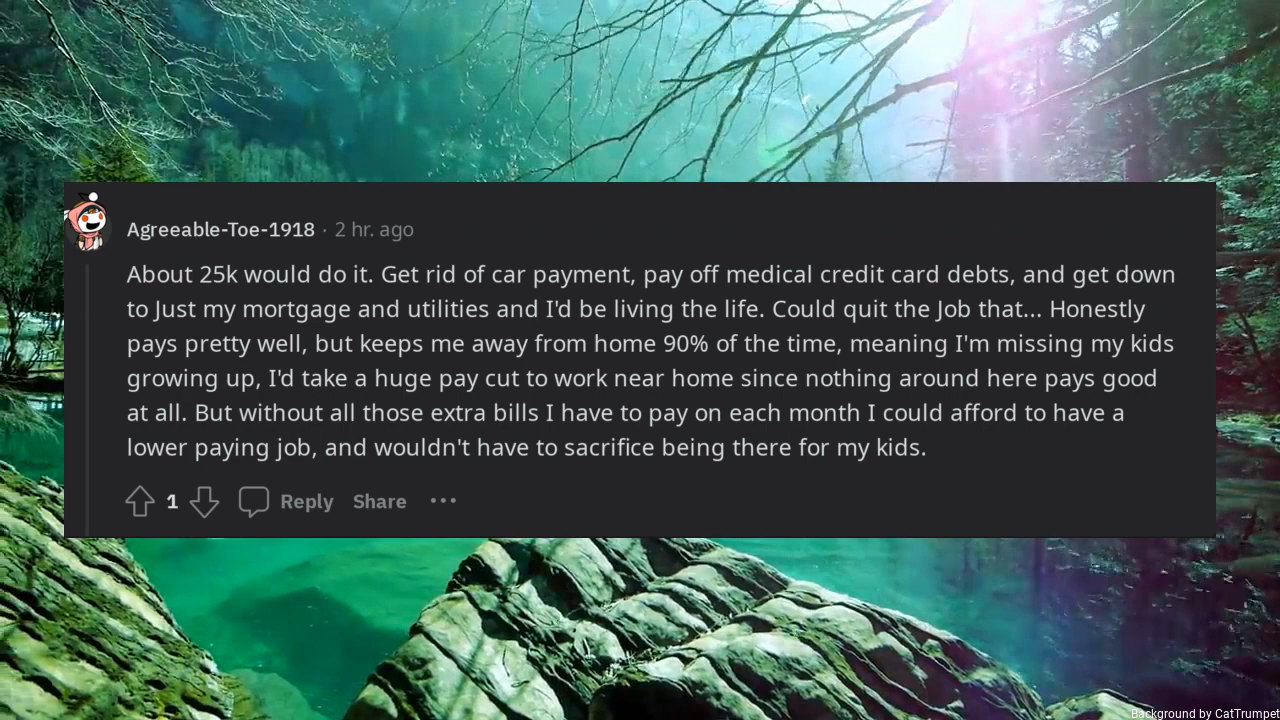 Agreeable-Toe-1918 · 2 hr. ago
About 25k would do it. Get rid of car payment, pay off medical credit card debts, and get down
to Just my mortgage and utilities and I'd be living the life. Could quit the Job that... Honestly
pays pretty well, but keeps me away from home 90% of the time, meaning I'm missing my kids
growing up, I'd take a huge pay cut to work near home since nothing around here pays good
at all. But without all those extra bills I have to pay on each month I could afford to have a
lower paying job, and wouldn't have to sacrifice being there for my kids.
1 Reply Share ···
Background by CatTrumpet